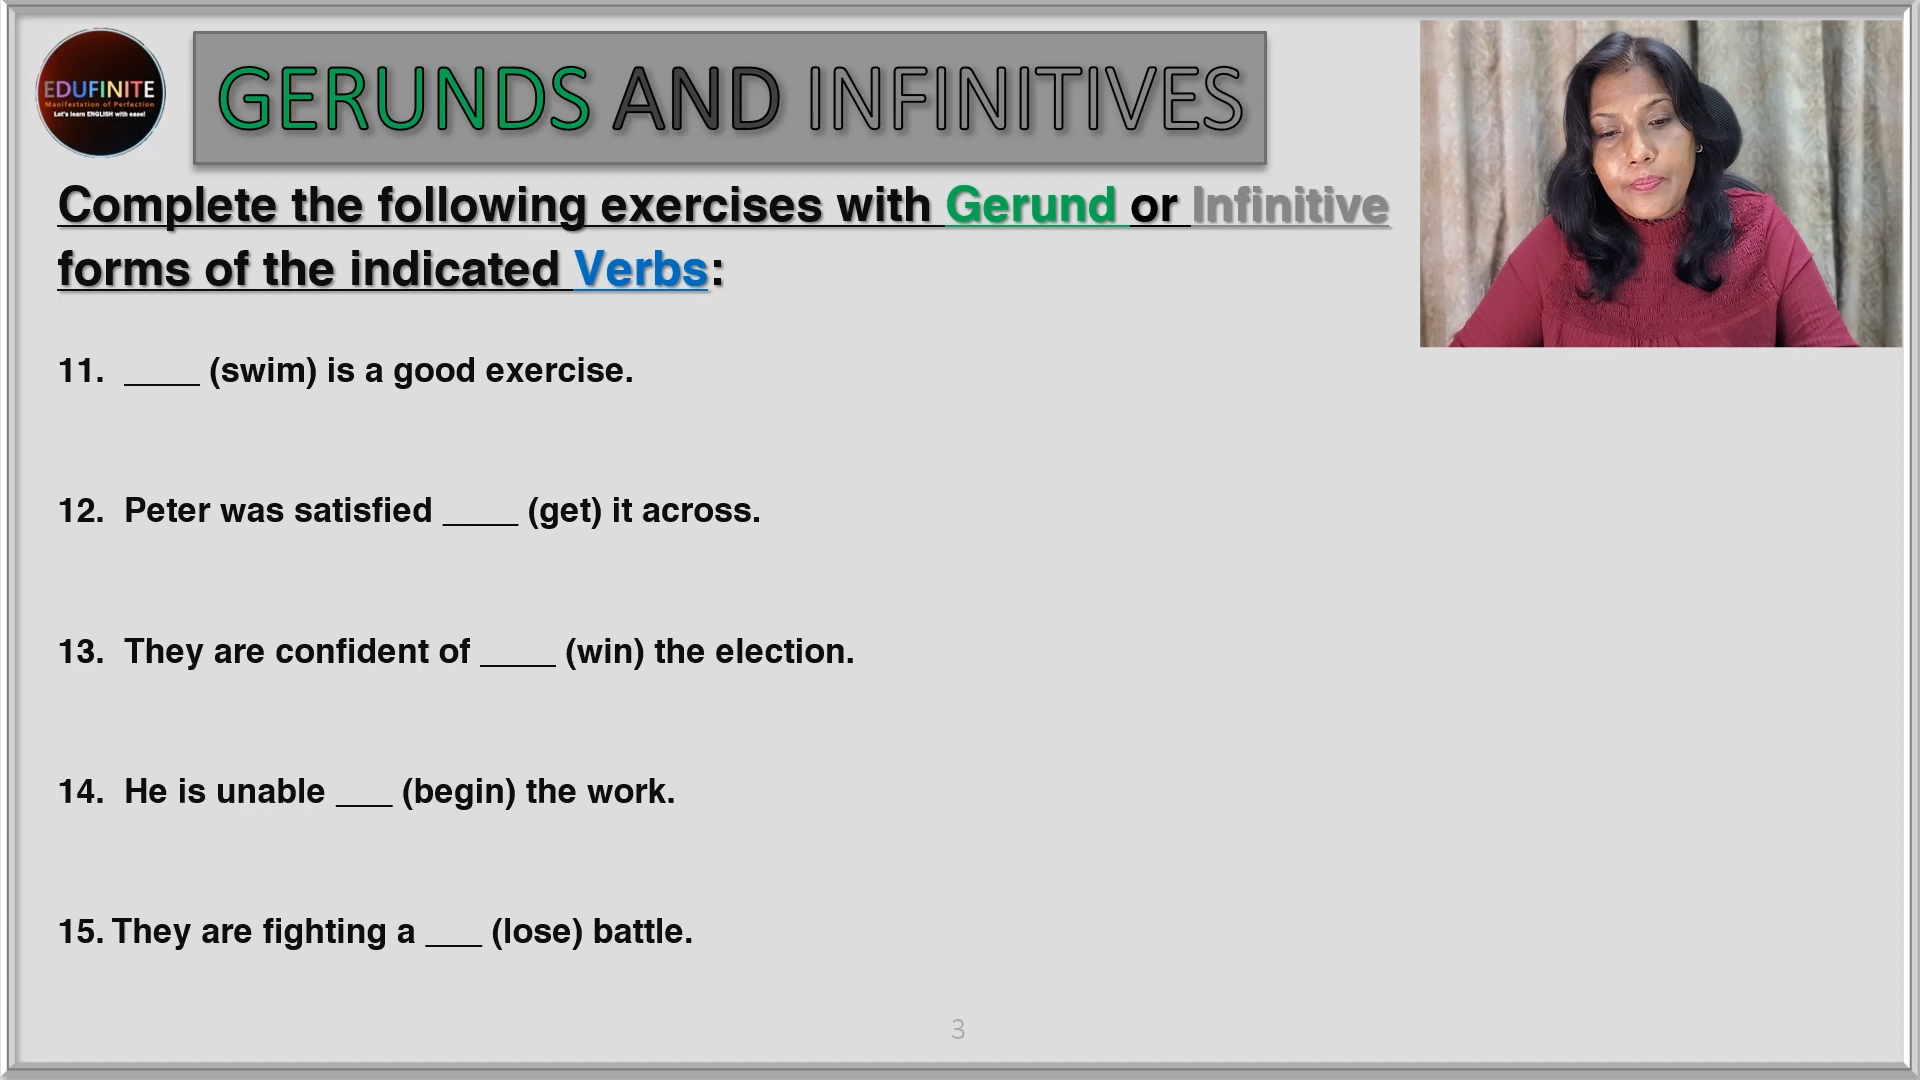 EDUFINITE
Manifestation of Perfection
Let's learn ENGLISH with ease!
GERUNDS AND INFINITIVES
Complete the following exercises with Gerund or Infinitive
forms of the indicated Verbs:
11. ____ (swim) is a good exercise.
12. Peter was satisfied ____ (get) it across.
13. They are confident of ____ (win) the election.
14. He is unable ___ (begin) the work.
15. They are fighting a ___ (lose) battle.
3